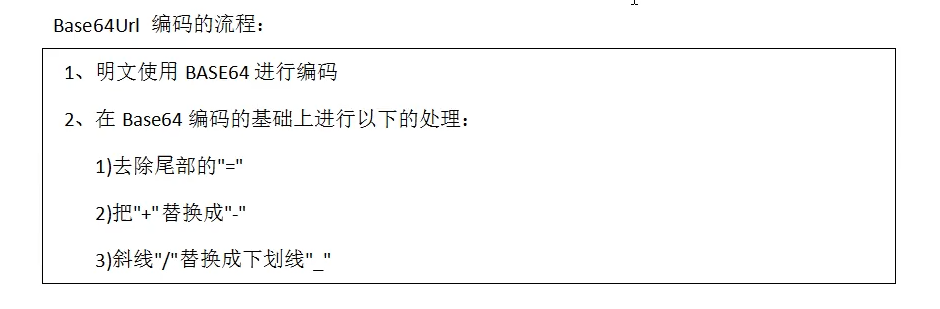 Base64Url 编码的流程：
1、明文使用 BASE64 进行编码
2、在 Base64 编码的基础上进行以下的处理：
1)去除尾部的"="
2)把"+"替换成"-"
3)斜线"/"替换成下划线"_"